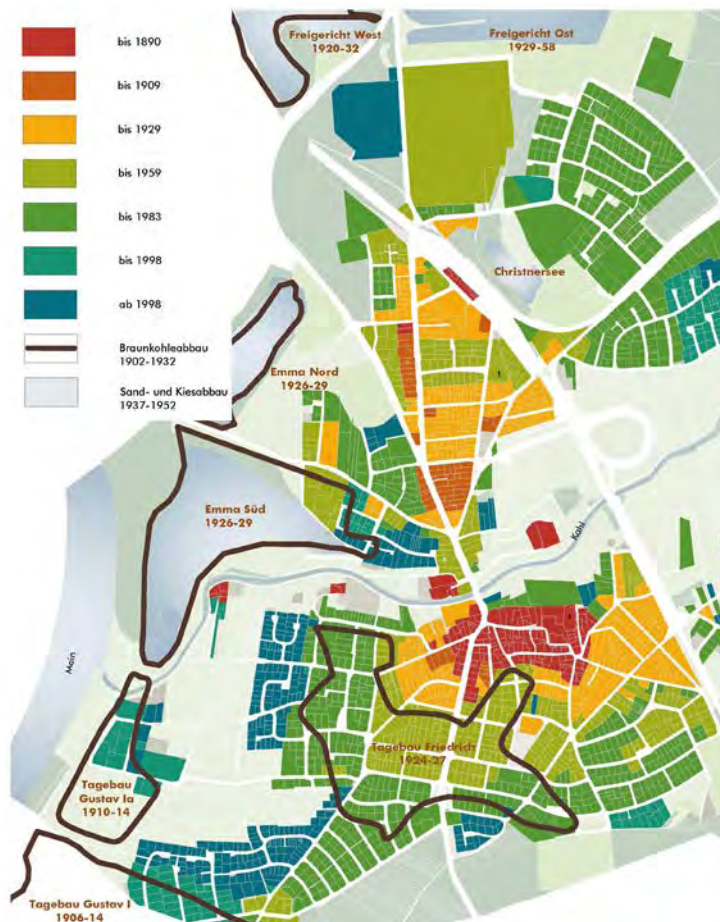 bis 1890
bis 1909
bis 1929
bis 1959
bis 1983
bis 1998
ab 1998
Braunkohleabbau
1902-1932
Sand- und Kiesabbau
1937-1952
Freigericht West
1920-32
Freigericht Ost
1929-58
Christnersee
Emma Nord
1926-29
Emma Süd
1926-29
Kahl
Main
Tagebau Friedrich
1924-27
Tagebau
Gustav Ia
1910-14
Tagebau Gustav I
1906-14